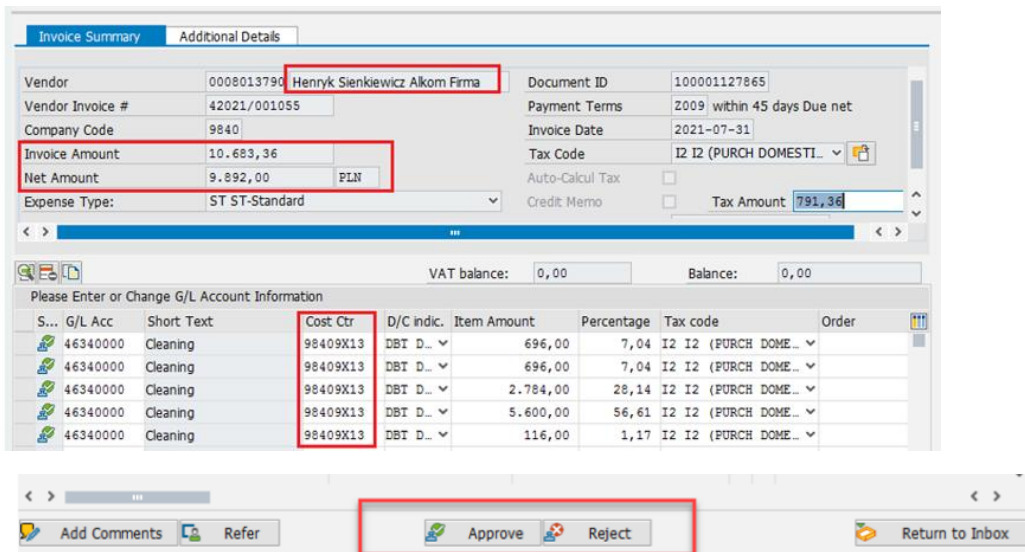 Invoice Summary Additional Details
Vendor 0008013790 Henryk Sienkiewicz Alkom Firma Document ID 100001127865
Vendor Invoice # 42021/001055 Payment Terms Z009 within 45 days Due net
Company Code 9840 Invoice Date 2021-07-31
Invoice Amount 10.683,36 Tax Code I2 I2 (PURCH DOMESTI...
Net Amount 9.892,00 PLN Auto-Calcul Tax
Expense Type: ST ST-Standard Credit Memo Tax Amount 791,36
VAT balance: 0,00 Balance: 0,00
Please Enter or Change G/L Account Information
S... G/L Acc Short Text Cost Ctr D/C indic. Item Amount Percentage Tax code Order
46340000 Cleaning 98409X13 DBT D... 696,00 7,04 I2 I2 (PURCH DOME...
46340000 Cleaning 98409X13 DBT D... 696,00 7,04 I2 I2 (PURCH DOME...
46340000 Cleaning 98409X13 DBT D... 2.784,00 28,14 I2 I2 (PURCH DOME...
46340000 Cleaning 98409X13 DBT D... 5.600,00 56,61 I2 I2 (PURCH DOME...
46340000 Cleaning 98409X13 DBT D... 116,00 1,17 I2 I2 (PURCH DOME...
Add Comments Refer Approve Reject Return to Inbox